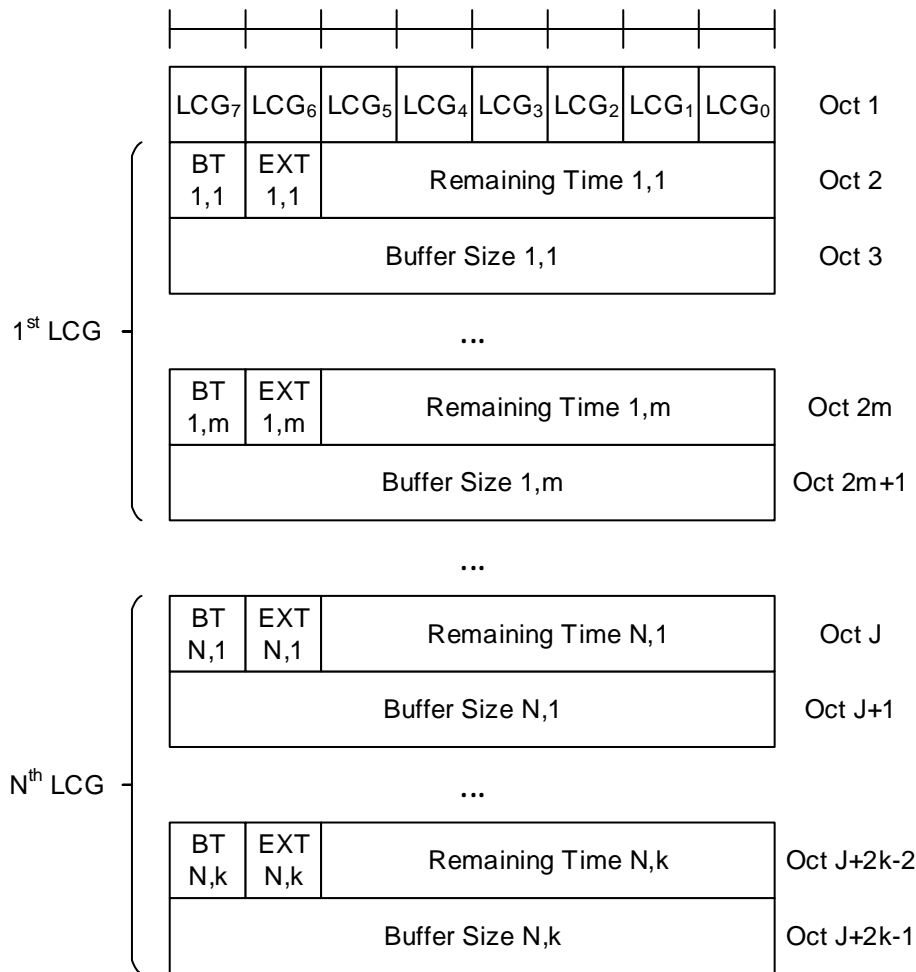 LCG7 LCG6 LCG5 LCG4 LCG3 LCG2 LCG1 LCG0 Oct 1
BT 1,1 EXT 1,1 Remaining Time 1,1 Oct 2
Buffer Size 1,1 Oct 3
1st LCG
...
BT 1,m EXT 1,m Remaining Time 1,m Oct 2m
Buffer Size 1,m Oct 2m+1
...
BT N,1 EXT N,1 Remaining Time N,1 Oct J
Buffer Size N,1 Oct J+1
Nth LCG
...
BT N,k EXT N,k Remaining Time N,k Oct J+2k-2
Buffer Size N,k Oct J+2k-1